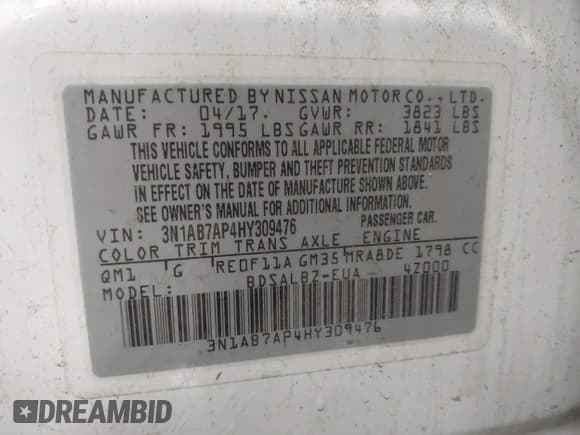 MANUFACTURED BY NISSAN MOTOR CO., LTD.
DATE: 04/17. GVWR: 3823 LBS
GAWR FR: 1995 LBS GAWR RR: 1841 LBS
THIS VEHICLE CONFORMS TO ALL APPLICABLE FEDERAL MOTOR
VEHICLE SAFETY, BUMPER AND THEFT PREVENTION STANDARDS
IN EFFECT ON THE DATE OF MANUFACTURE SHOWN ABOVE.
SEE OWNER'S MANUAL FOR ADDITIONAL INFORMATION.
VIN: 3N1AB7AP4HY309476 PASSENGER CAR.
COLOR TRIM TRANS AXLE ENGINE
QM1 G RE0F11A GM35 MRA8DE 1798 CC
MODEL: BDSALBZ-EUA 42000
3N1AB7AP4HY309476
DREAMBID